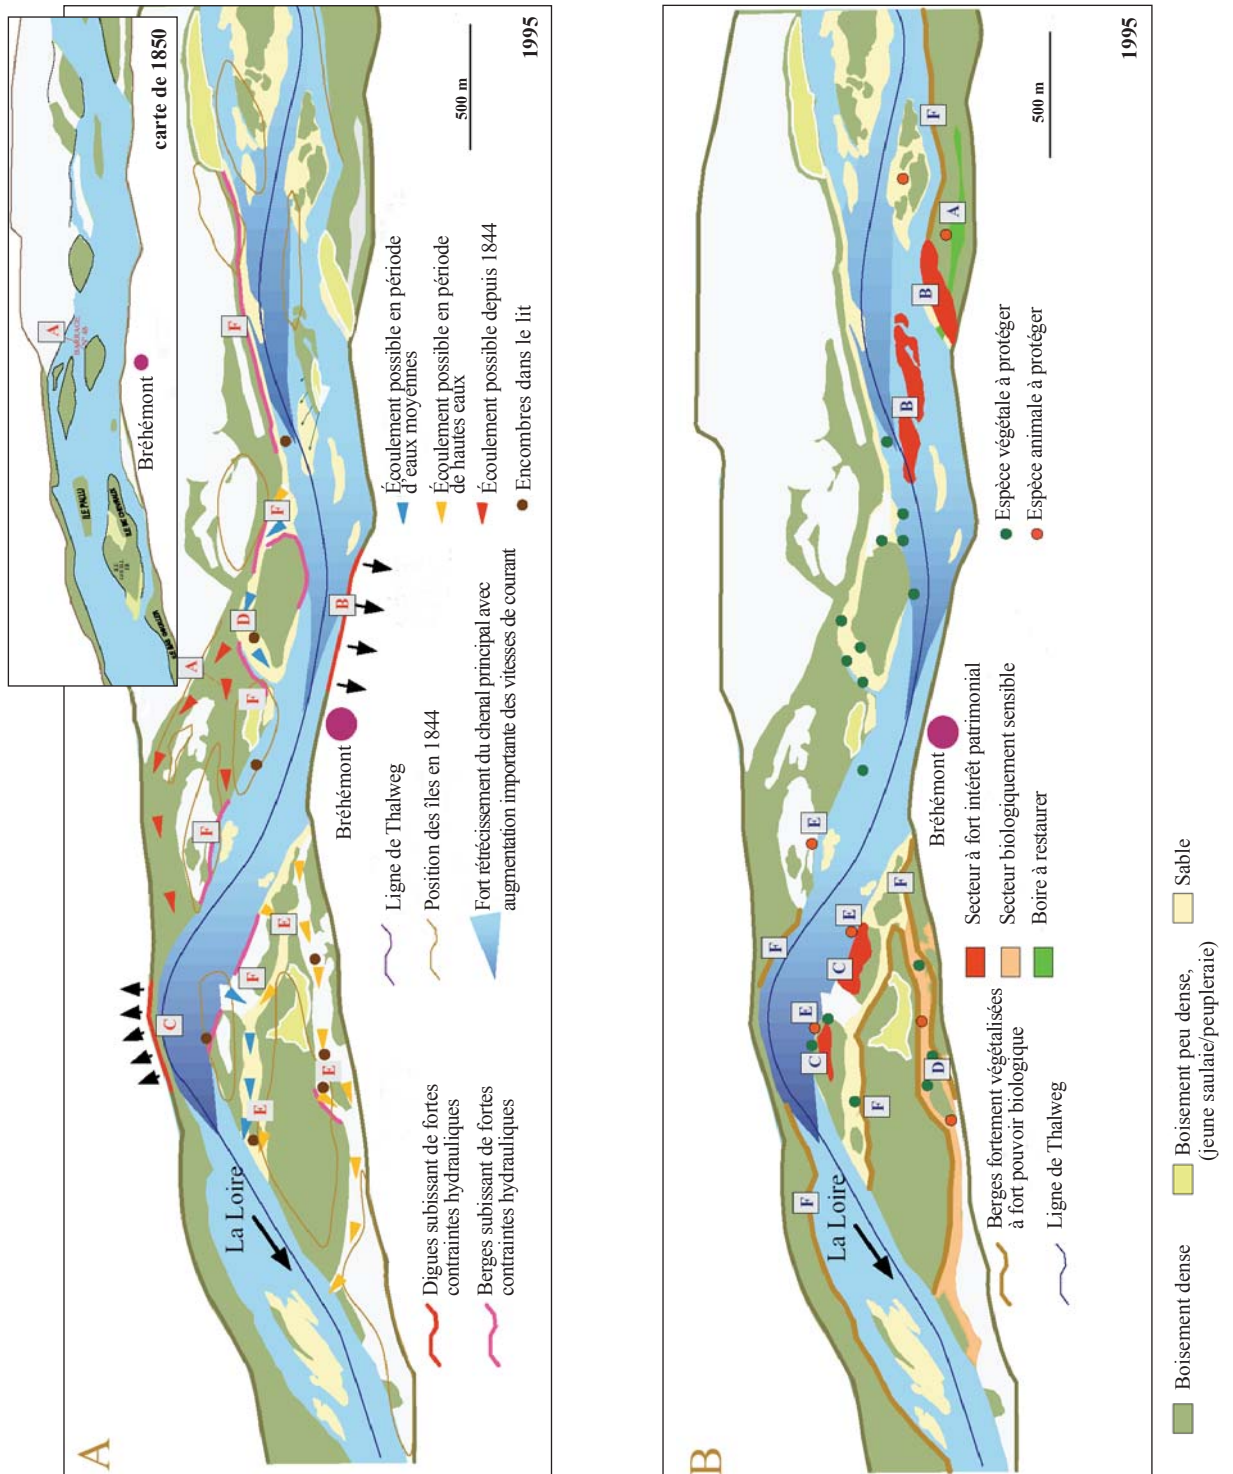 A
carte de 1850
A
BARRAGE
Bréhémont
ILE PALLU
1995
500 m
La Loire
E
E
C
F
E
F
F
A
F
D
B
F
F
Bréhémont
Digues subissant de fortes
contraintes hydrauliques
Berges subissant de fortes
contraintes hydrauliques
Ligne de Thalweg
Position des îles en 1844
Fort rétrécissement du chenal principal avec
augmentation importante des vitesses de courant
Écoulement possible en période
d'eaux moyennes
Écoulement possible en période
de hautes eaux
Écoulement possible depuis 1844
Encombres dans le lit
B
1995
500 m
La Loire
F
F
D
C
E
C
F
E
F
E
B
B
A
F
Bréhémont
Berges fortement végétalisées
à fort pouvoir biologique
Ligne de Thalweg
Secteur à fort intérêt patrimonial
Secteur biologiquement sensible
Boire à restaurer
Espèce végétale à protéger
Espèce animale à protéger
Boisement dense
Boisement peu dense,
(jeune saulaie/peupleraie)
Sable